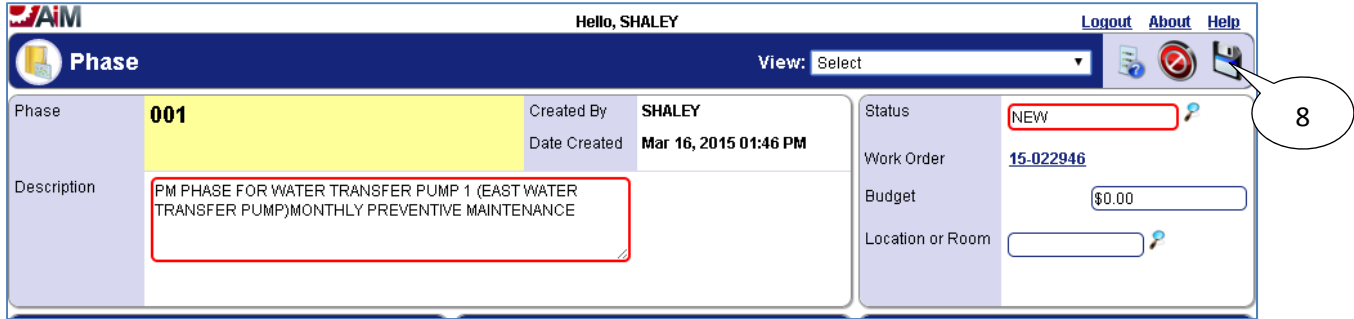 AiM
Hello, SHALEY
Logout About Help
Phase
View: Select
8
Phase
001
Created By SHALEY
Date Created Mar 16, 2015 01:46 PM
Description
PM PHASE FOR WATER TRANSFER PUMP 1 (EAST WATER
TRANSFER PUMP)MONTHLY PREVENTIVE MAINTENANCE
Status NEW
Work Order 15-022946
Budget $0.00
Location or Room